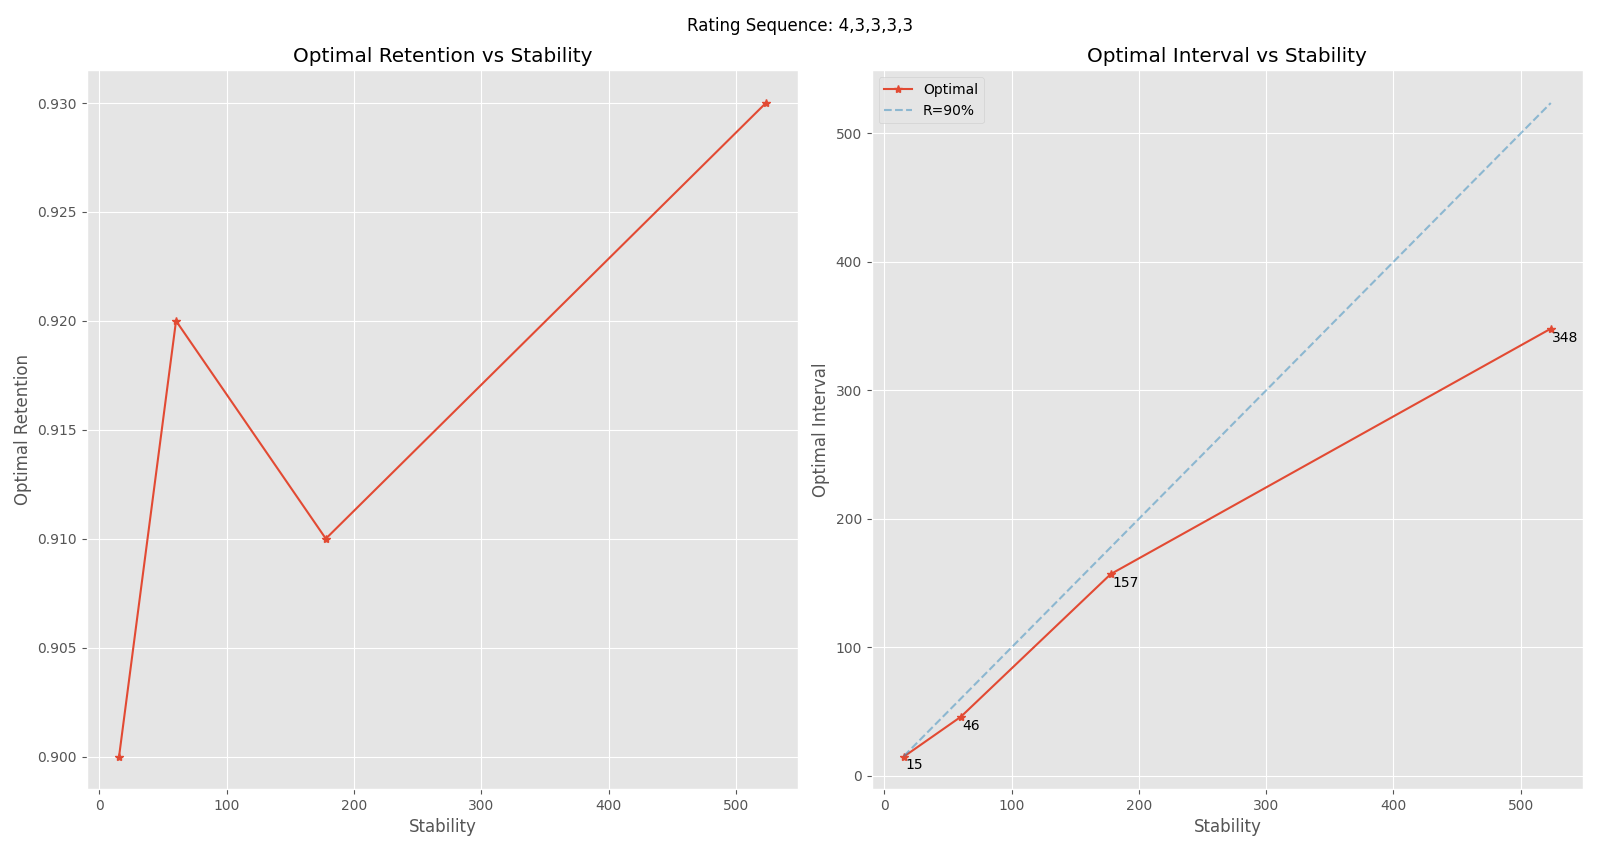 Rating Sequence: 4,3,3,3,3
Optimal Retention vs Stability
0.930
0.925
0.920
0.915
0.910
0.905
0.900
Optimal Retention
0 100 200 300 400 500
Stability
Optimal Interval vs Stability
Optimal
R=90%
500
400
300
200
100
0
Optimal Interval
348
157
46
15
0 100 200 300 400 500
Stability